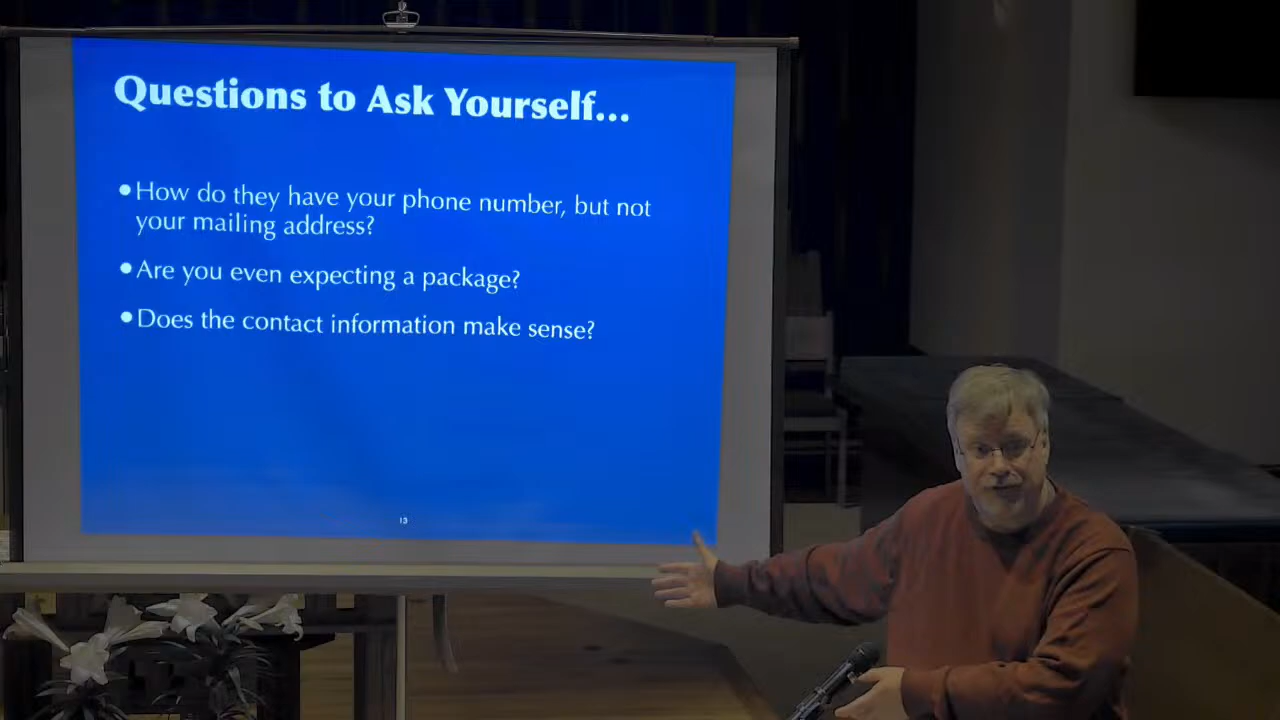 Questions to Ask Yourself...
•How do they have your phone number, but not
your mailing address?
•Are you even expecting a package?
•Does the contact information make sense?
13